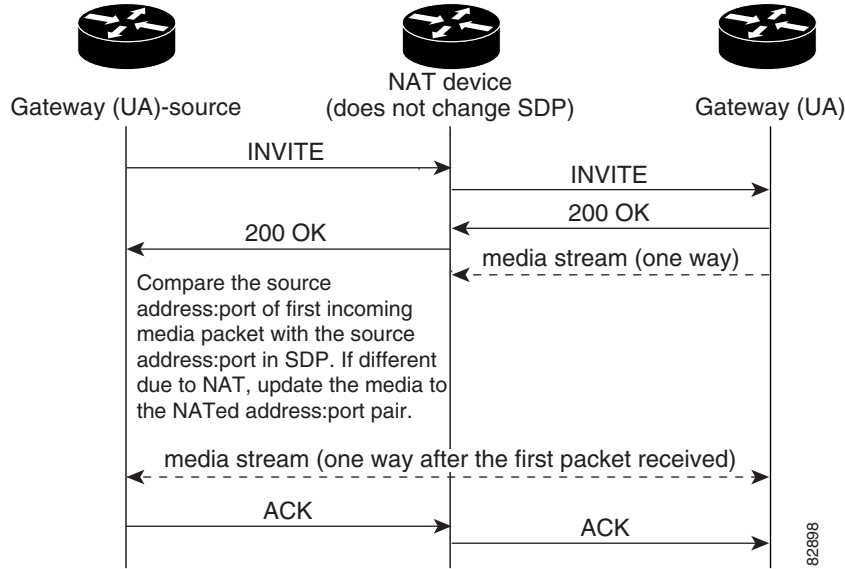 NAT device
Gateway (UA)-source
(does not change SDP)
Gateway (UA)
INVITE
INVITE
200 OK
200 OK
media stream (one way)
Compare the source
address:port of first incoming
media packet with the source
address:port in SDP. If different
due to NAT, update the media to
the NATed address:port pair.
media stream (one way after the first packet received)
ACK
ACK
82898